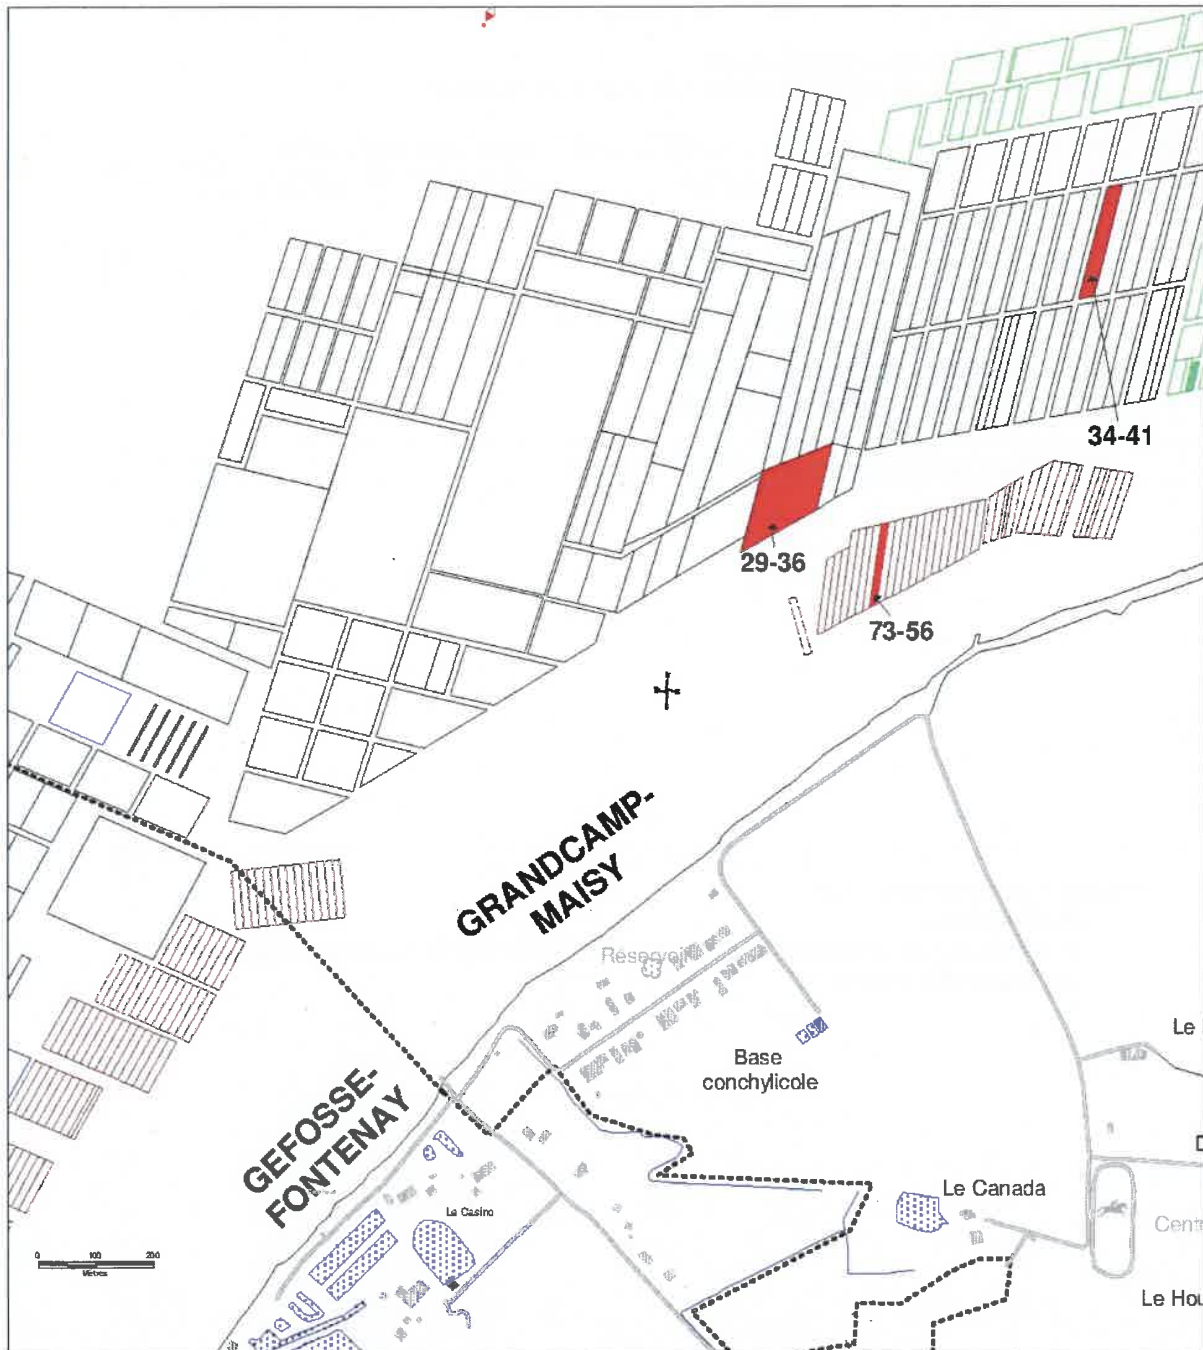 34-41
29-36
73-56
GRANDCAMP-
MAISY
Réservoir
Le
Base
conchylicole
GEFOSSE-
FONTENAY
D
Le Canada
Le Casino
Centr
0 100 200
Mètres
Le Hou